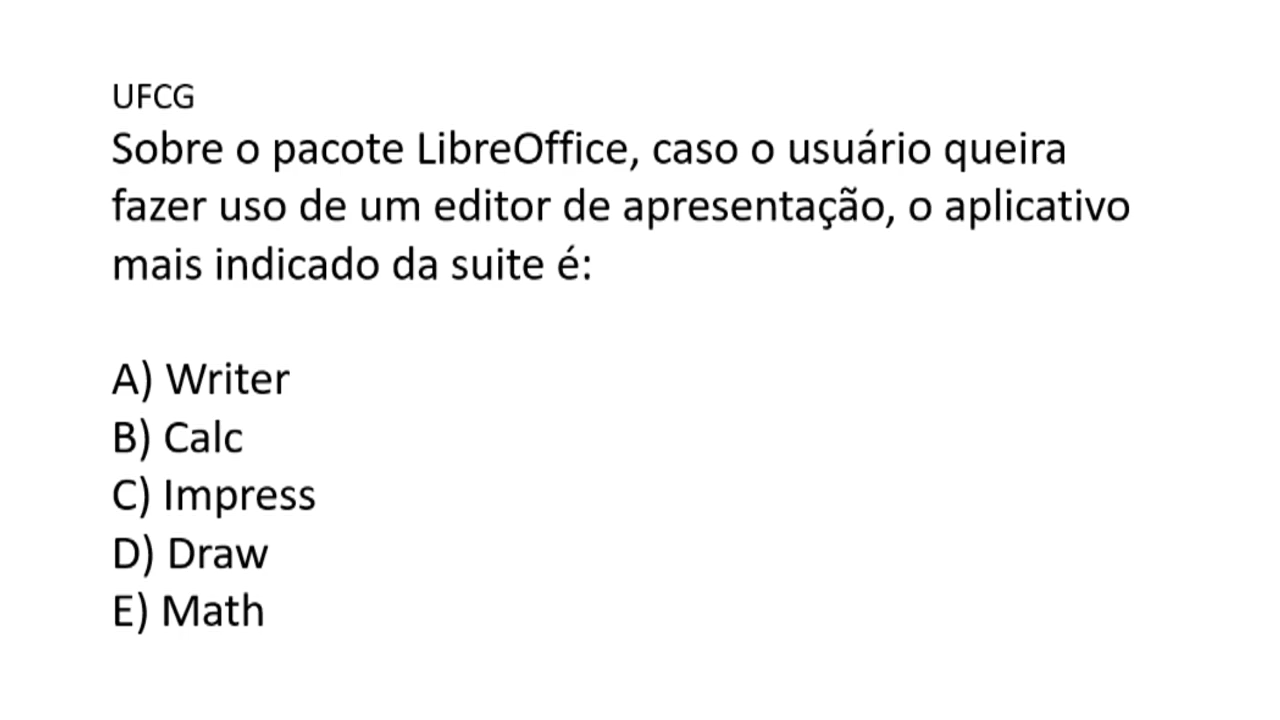 UFCG
Sobre o pacote LibreOffice, caso o usuário queira
fazer uso de um editor de apresentação, o aplicativo
mais indicado da suite é:
A) Writer
B) Calc
C) Impress
D) Draw
E) Math